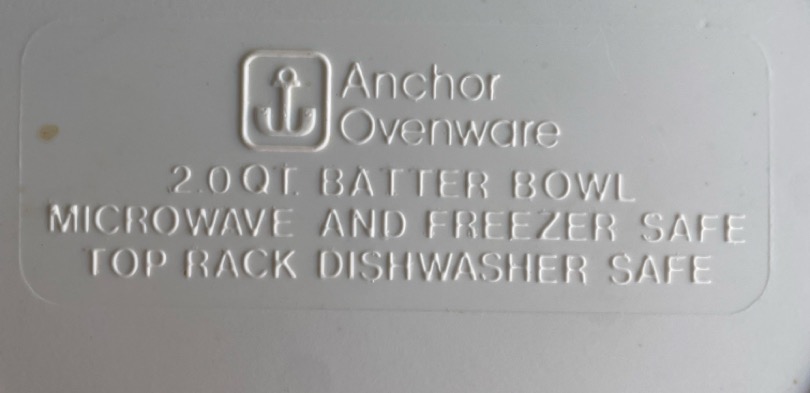 Anchor
Ovenware
2.0 QT. BATTER BOWL
MICROWAVE AND FREEZER SAFE
TOP RACK DISHWASHER SAFE